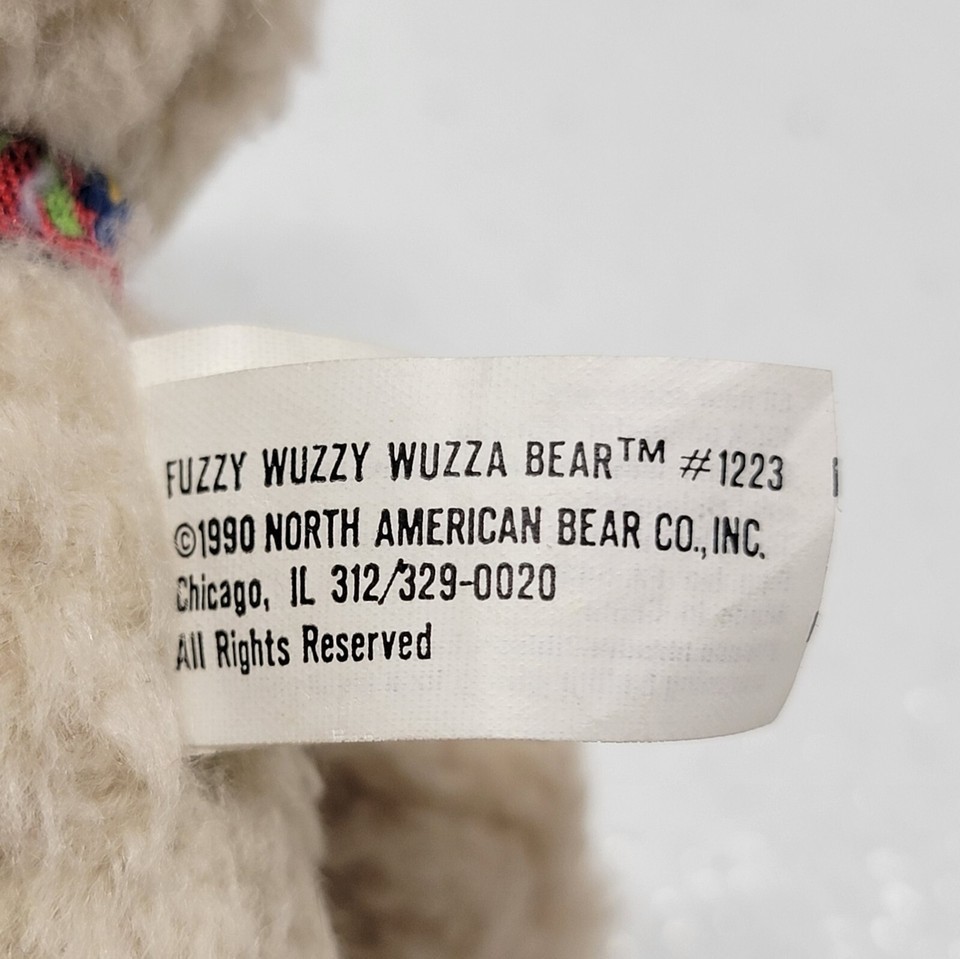 FUZZY WUZZY WUZZA BEAR™ #1223
©1990 NORTH AMERICAN BEAR CO., INC.
Chicago, IL 312/329-0020
All Rights Reserved